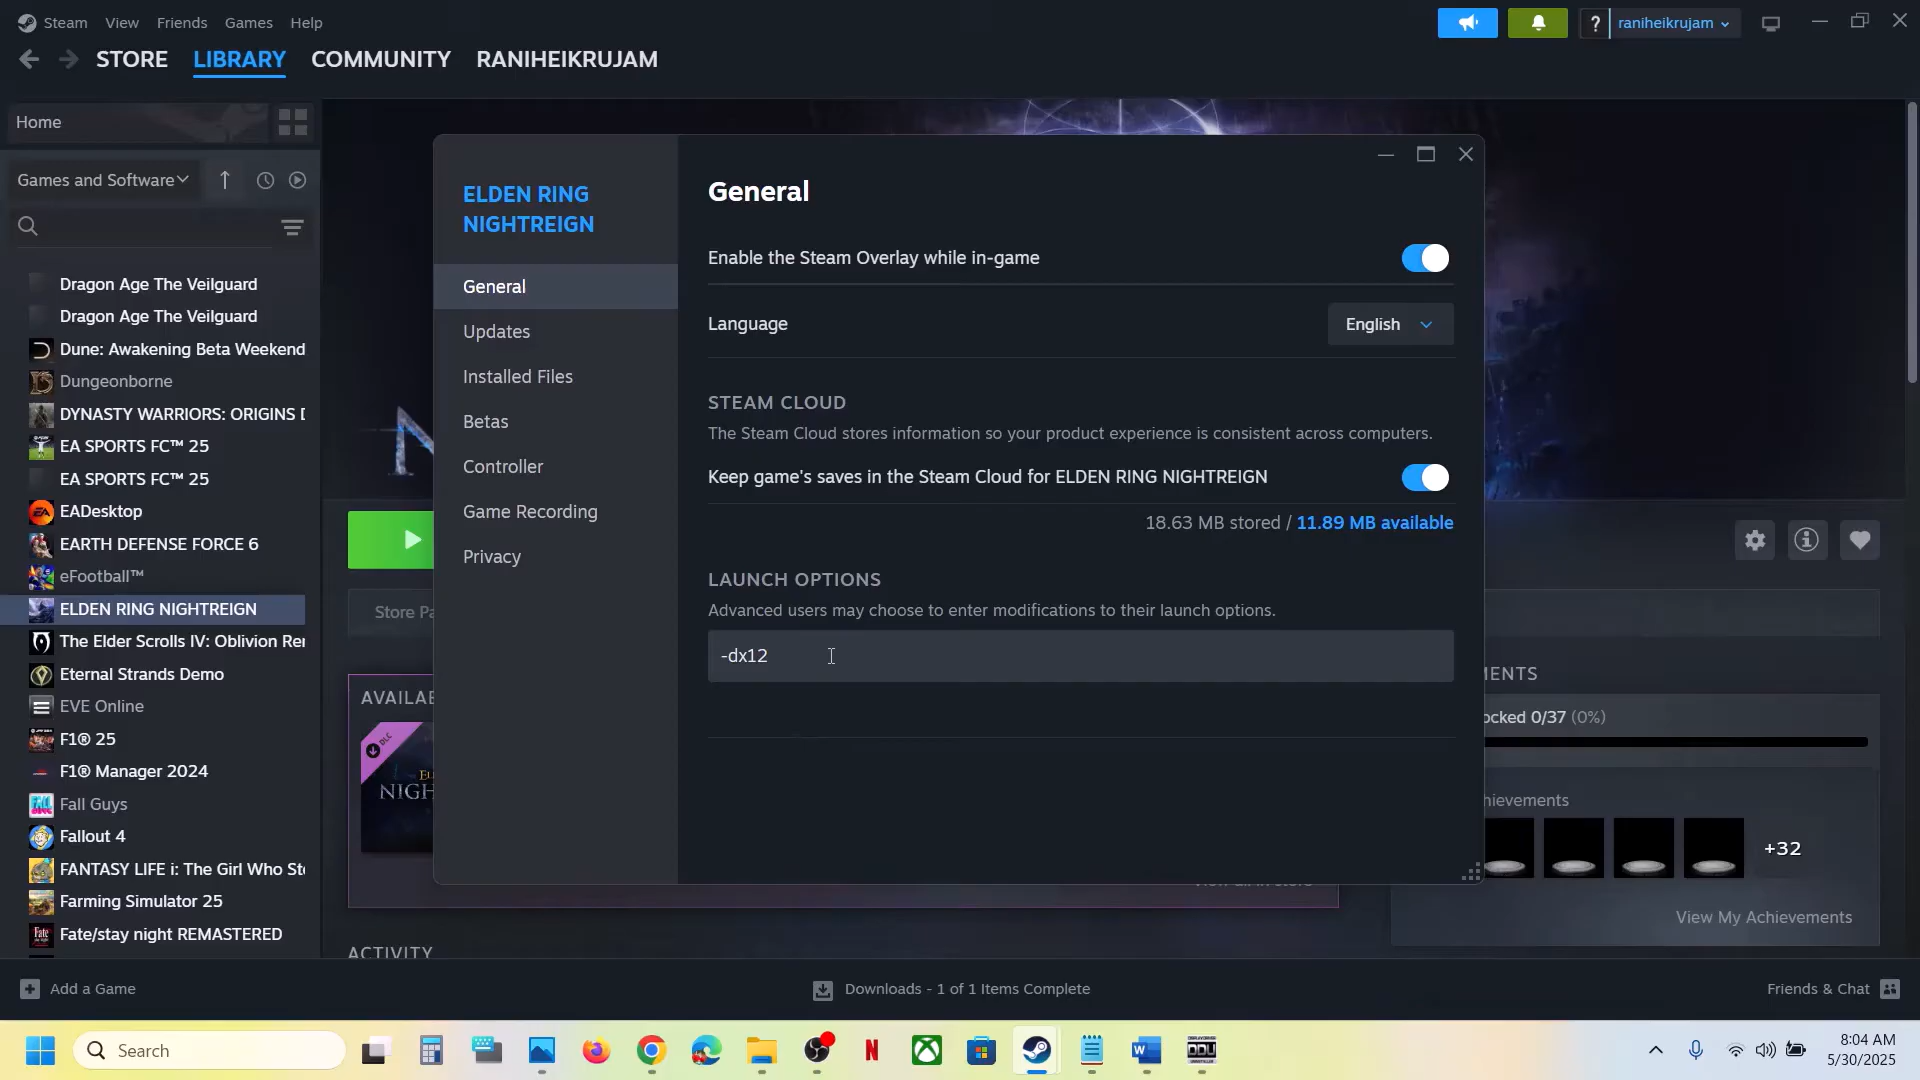 Steam View Friends Games Help
? raniheikrujam
STORE LIBRARY COMMUNITY RANIHEIKRUJAM
Home
Games and Software
Dragon Age The Veilguard
Dragon Age The Veilguard
Dune: Awakening Beta Weekend
Dungeonborne
DYNASTY WARRIORS: ORIGINS D
EA SPORTS FC™ 25
EA SPORTS FC™ 25
EADesktop
EARTH DEFENSE FORCE 6
eFootball™
ELDEN RING NIGHTREIGN
The Elder Scrolls IV: Oblivion Rem
Eternal Strands Demo
EVE Online
F1® 25
F1® Manager 2024
Fall Guys
Fallout 4
FANTASY LIFE i: The Girl Who Ste
Farming Simulator 25
Fate/stay night REMASTERED
ELDEN RING
NIGHTREIGN
General
Updates
Installed Files
Betas
Controller
Game Recording
Privacy
General
Enable the Steam Overlay while in-game
Language
English
STEAM CLOUD
The Steam Cloud stores information so your product experience is consistent across computers.
Keep game's saves in the Steam Cloud for ELDEN RING NIGHTREIGN
18.63 MB stored / 11.89 MB available
LAUNCH OPTIONS
Advanced users may choose to enter modifications to their launch options.
-dx12
Store Pa
AVAILAB
DLC
NIGH
ACTIVITY
MENTS
ocked 0/37 (0%)
hievements
+32
View My Achievements
Add a Game
Downloads - 1 of 1 Items Complete
Friends & Chat
Search
DDU
8:04 AM
5/30/2025